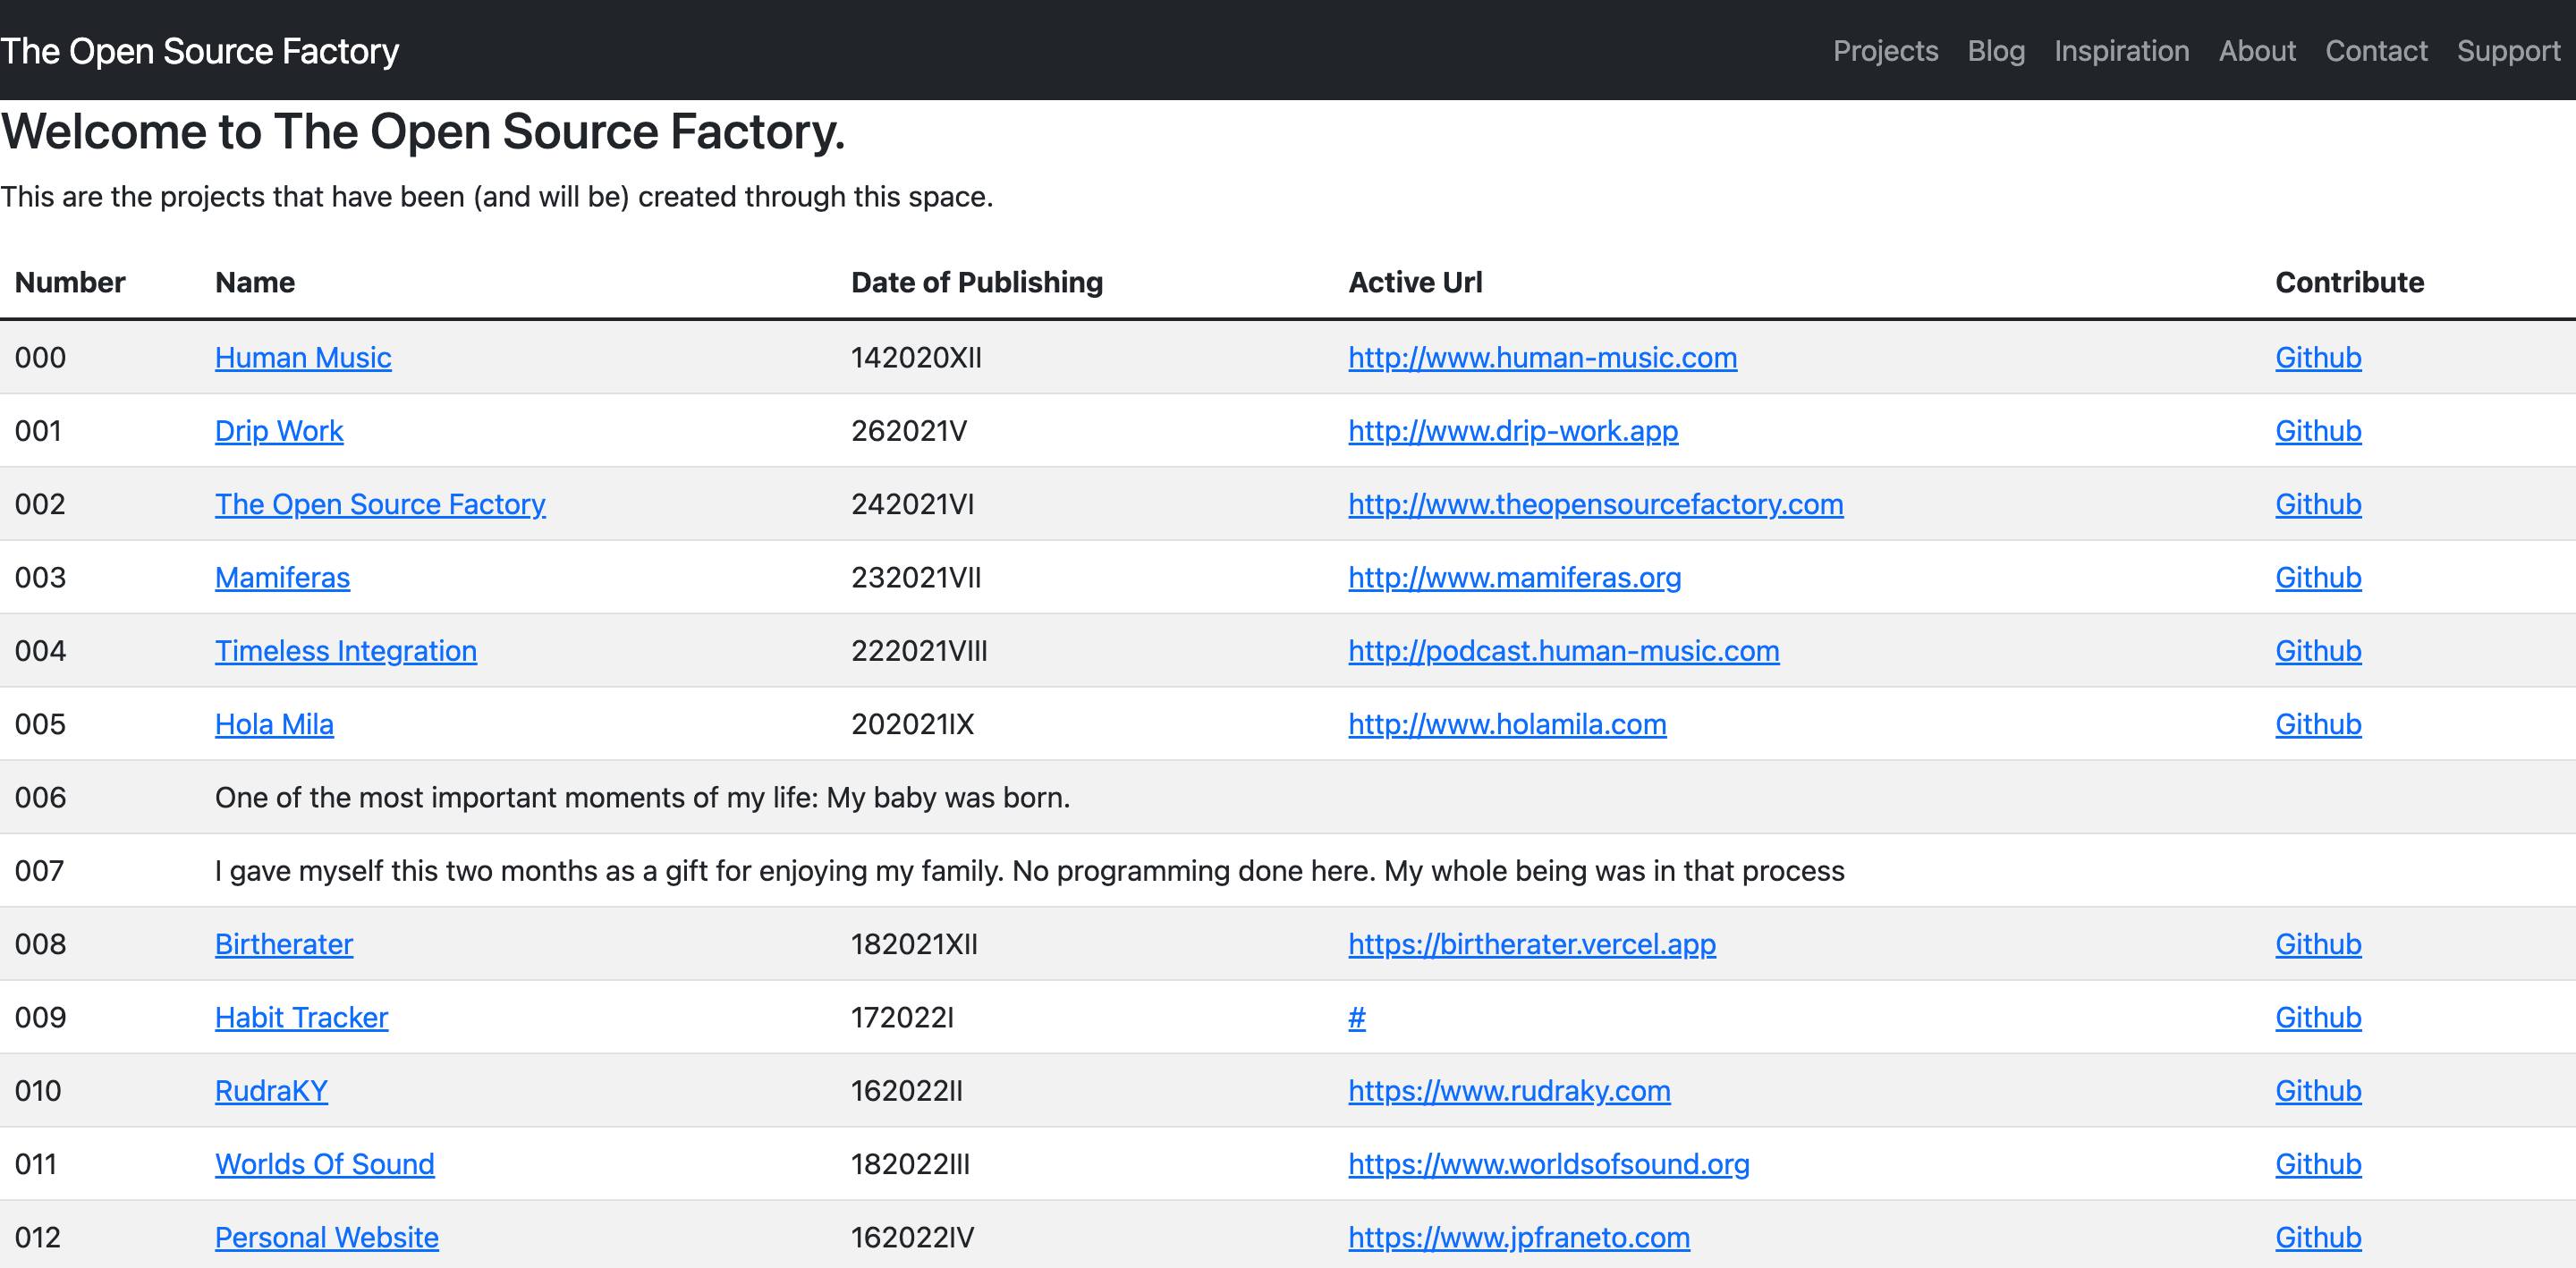 The Open Source Factory Projects Blog Inspiration About Contact Support
Welcome to The Open Source Factory.
This are the projects that have been (and will be) created through this space.
Number Name Date of Publishing Active Url Contribute
000 Human Music 142020XII http://www.human-music.com Github
001 Drip Work 262021V http://www.drip-work.app Github
002 The Open Source Factory 242021VI http://www.theopensourcefactory.com Github
003 Mamiferas 232021VII http://www.mamiferas.org Github
004 Timeless Integration 222021VIII http://podcast.human-music.com Github
005 Hola Mila 202021IX http://www.holamila.com Github
006 One of the most important moments of my life: My baby was born.
007 I gave myself this two months as a gift for enjoying my family. No programming done here. My whole being was in that process
008 Birtherater 182021XII https://birtherater.vercel.app Github
009 Habit Tracker 172022I # Github
010 RudraKY 162022II https://www.rudraky.com Github
011 Worlds Of Sound 182022III https://www.worldsofsound.org Github
012 Personal Website 162022IV https://www.jpfraneto.com Github